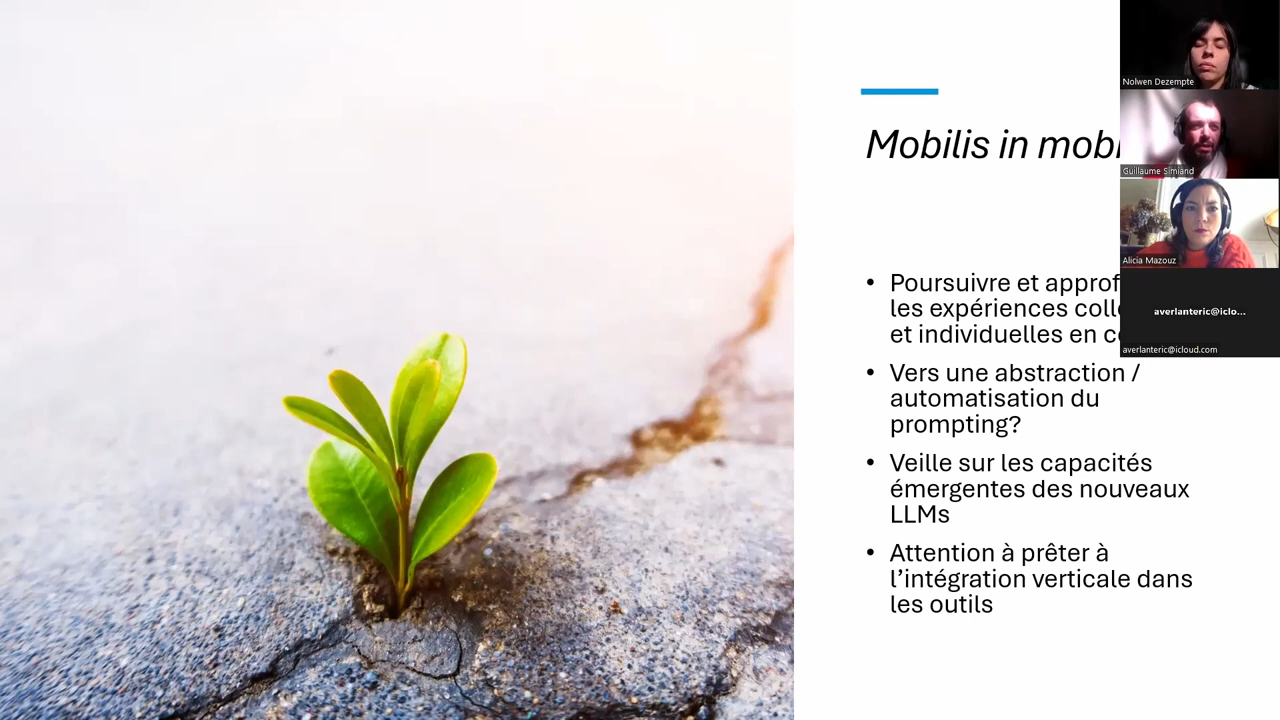 Mobilis in mobi
Poursuivre et approf
les expériences coll
et individuelles en c
• Vers une abstraction /
automatisation du
prompting?
• Veille sur les capacités
émergentes des nouveaux
LLMs
• Attention à prêter à
l’intégration verticale dans
les outils
Nolwen Dezempte
Guillaume Simiand
Alicia Mazouz
averlanteric@iclo...
averlanteric@icloud.com